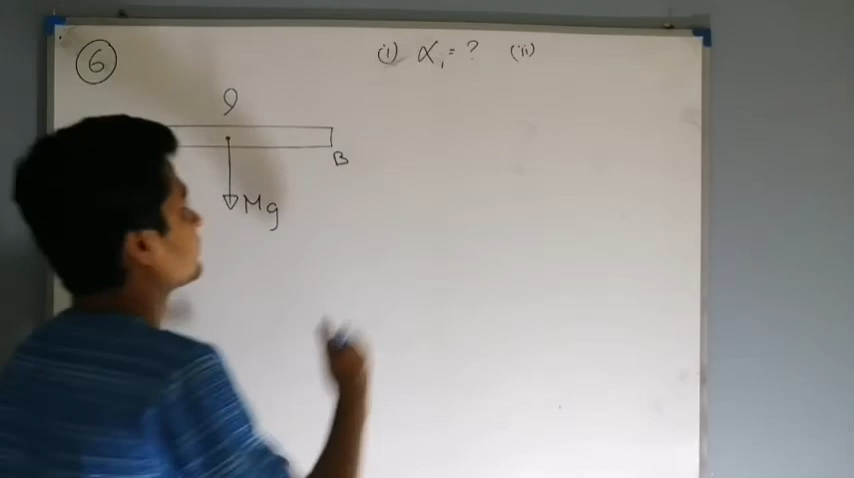 6
(i) α₁ = ? (ii)
B
Mg